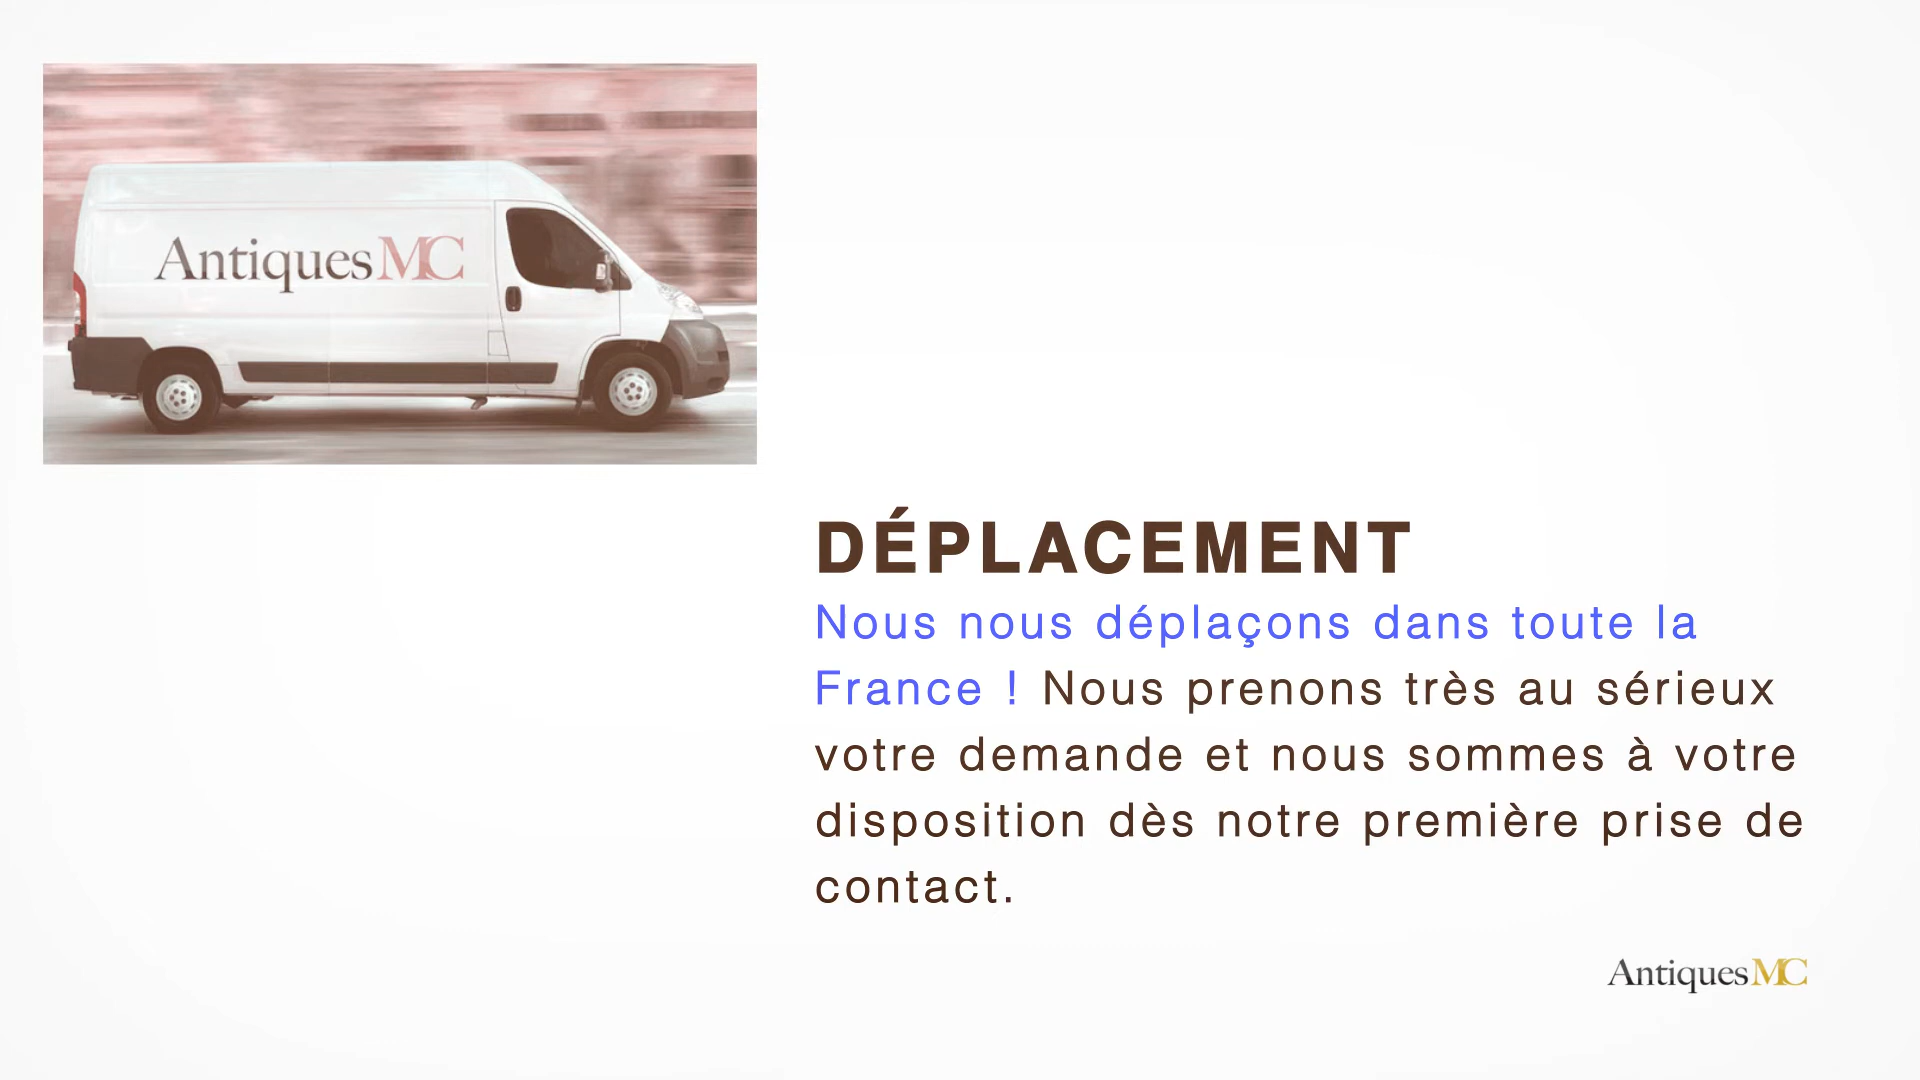 AntiquesMC
DÉPLACEMENT
Nous nous déplaçons dans toute la
France ! Nous prenons très au sérieux
votre demande et nous sommes à votre
disposition dès notre première prise de
contact.
AntiquesMC